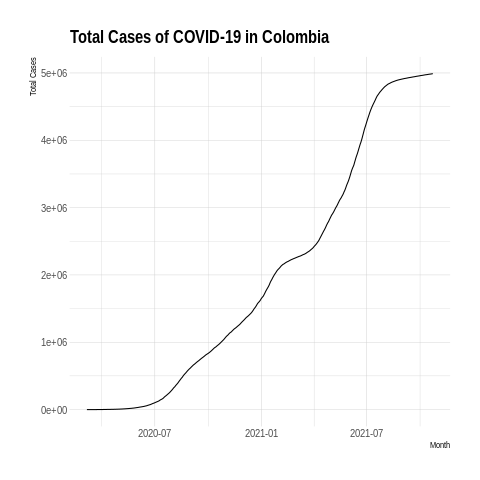 Total Cases of COVID-19 in Colombia
Total Cases
5e+06
4e+06
3e+06
2e+06
1e+06
0e+00
2020-07 2021-01 2021-07
Month